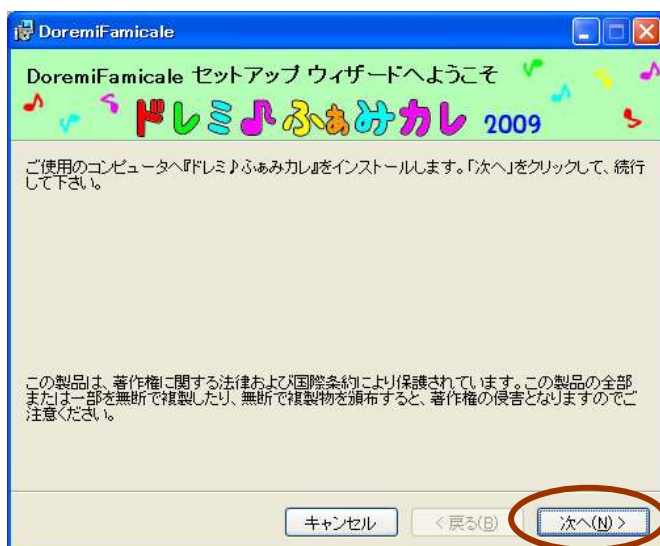 DoremiFamicale
DoremiFamicale セットアップ ウィザードへようこそ
ドレミ♪ふぁみカレ 2009
ご使用のコンピュータへ『ドレミ♪ふぁみカレ』をインストールします。「次へ」をクリックして、続行
して下さい。
この製品は、著作権に関する法律および国際条約により保護されています。この製品の全部
または一部を無断で複製したり、無断で複製物を頒布すると、著作権の侵害となりますのでご
注意ください。
キャンセル
< 戻る(B)
次へ(N) >